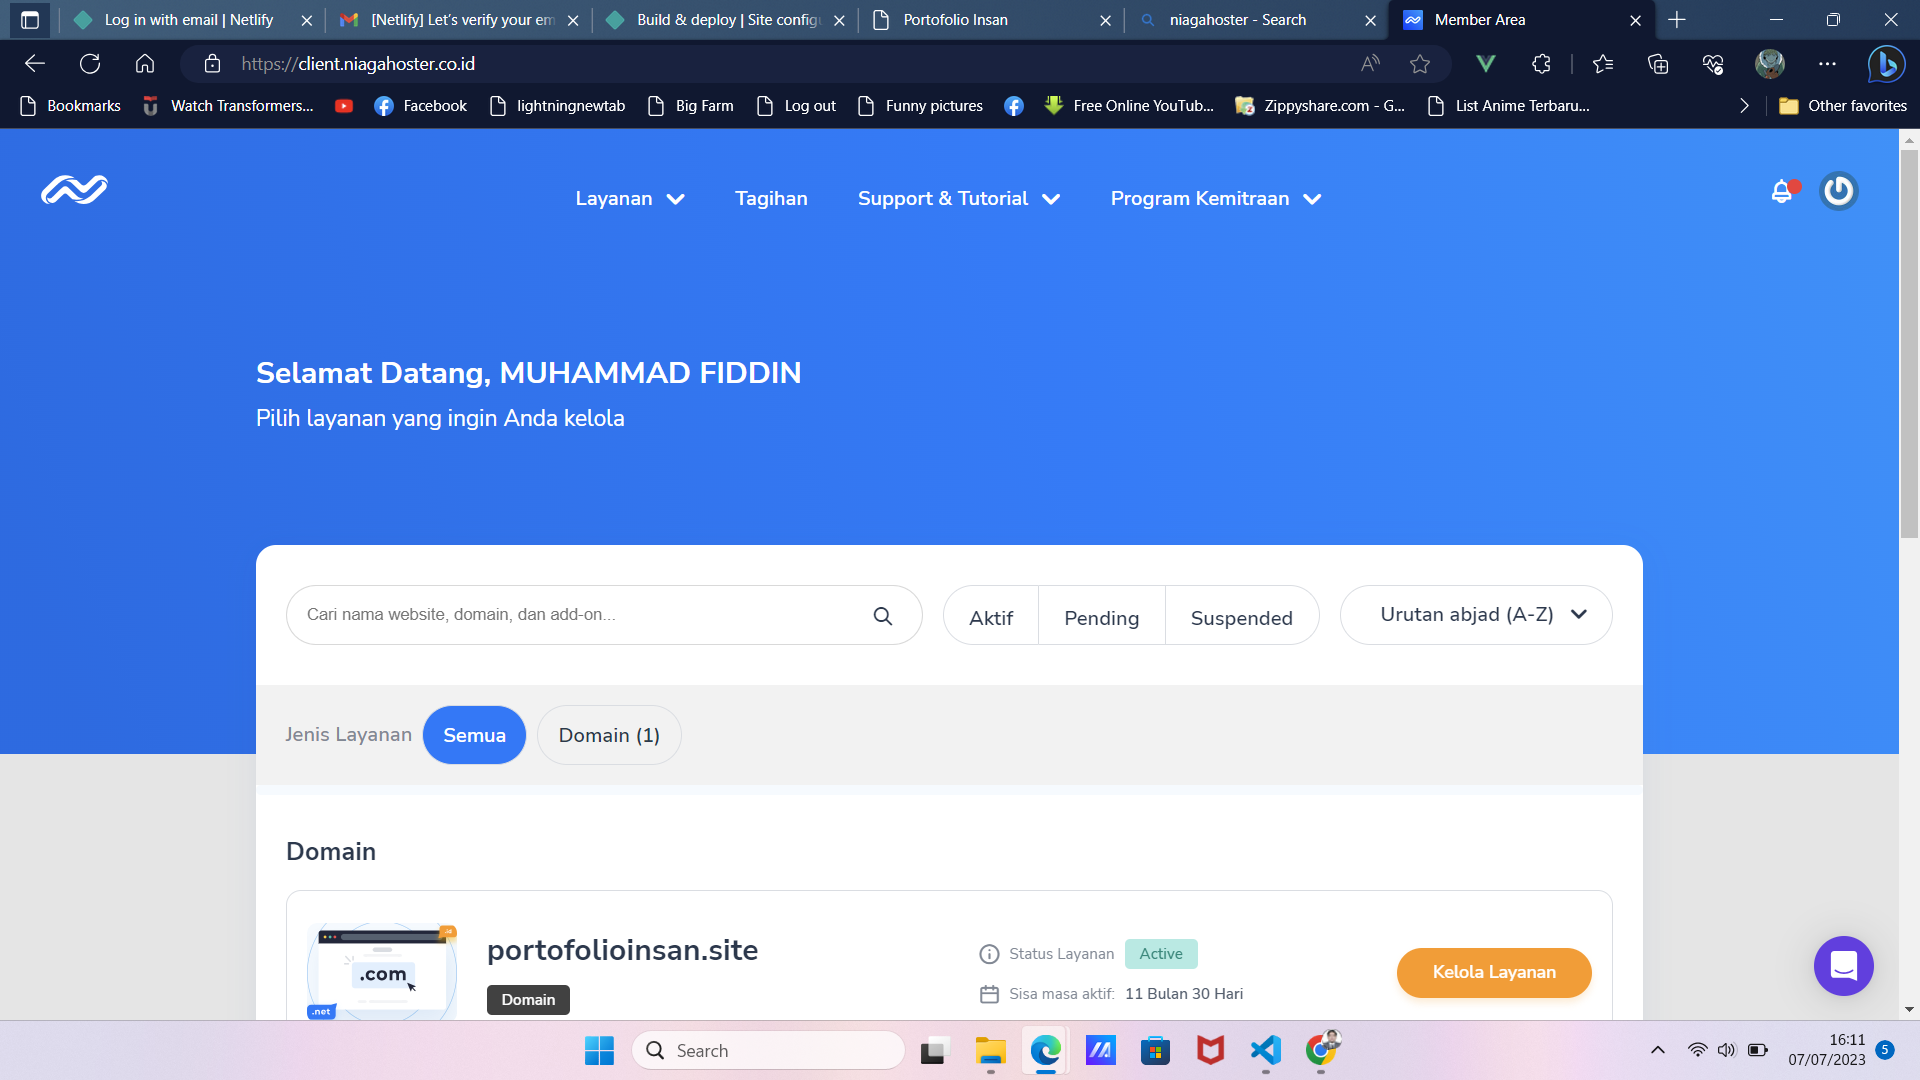 Log in with email | Netlify
[Netlify] Let's verify your em
Build & deploy | Site configu
Portofolio Insan
niagahoster - Search
Member Area
https://client.niagahoster.co.id
Bookmarks
Watch Transformers...
Facebook
lightningnewtab
Big Farm
Log out
Funny pictures
Free Online YouTub...
Zippyshare.com - G...
List Anime Terbaru...
Other favorites
Layanan
Tagihan
Support & Tutorial
Program Kemitraan
Selamat Datang, MUHAMMAD FIDDIN
Pilih layanan yang ingin Anda kelola
Cari nama website, domain, dan add-on...
Aktif
Pending
Suspended
Urutan abjad (A-Z)
Jenis Layanan
Semua
Domain (1)
Domain
.com
.net
portofolioinsan.site
Domain
Status Layanan
Active
Sisa masa aktif:
11 Bulan 30 Hari
Kelola Layanan
Search
16:11
07/07/2023
5